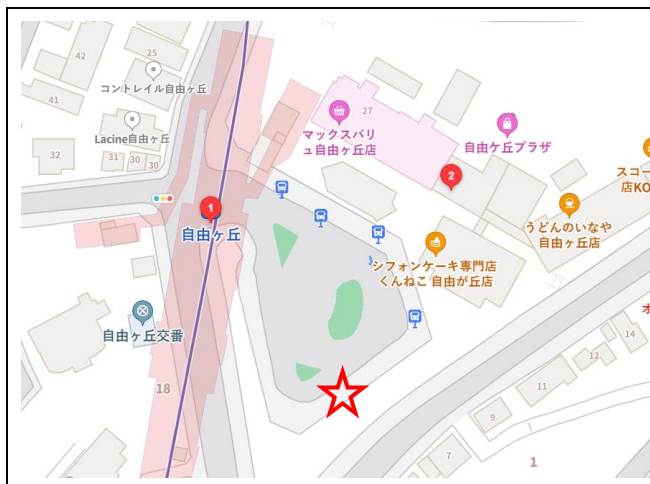 42
25
コントレイル自由ヶ丘
41
27
マックスバリ
ュ自由ヶ丘店
自由ケ丘プラザ
Lacine自由ヶ丘
32
31
30
30
スコー
店KO
1
2
自由ヶ丘
うどんのいなや
自由ヶ丘店
シフォンケーキ専門店
くんねこ 自由が丘店
自由ヶ丘交番
オ
14
12
18
11
9
7
1